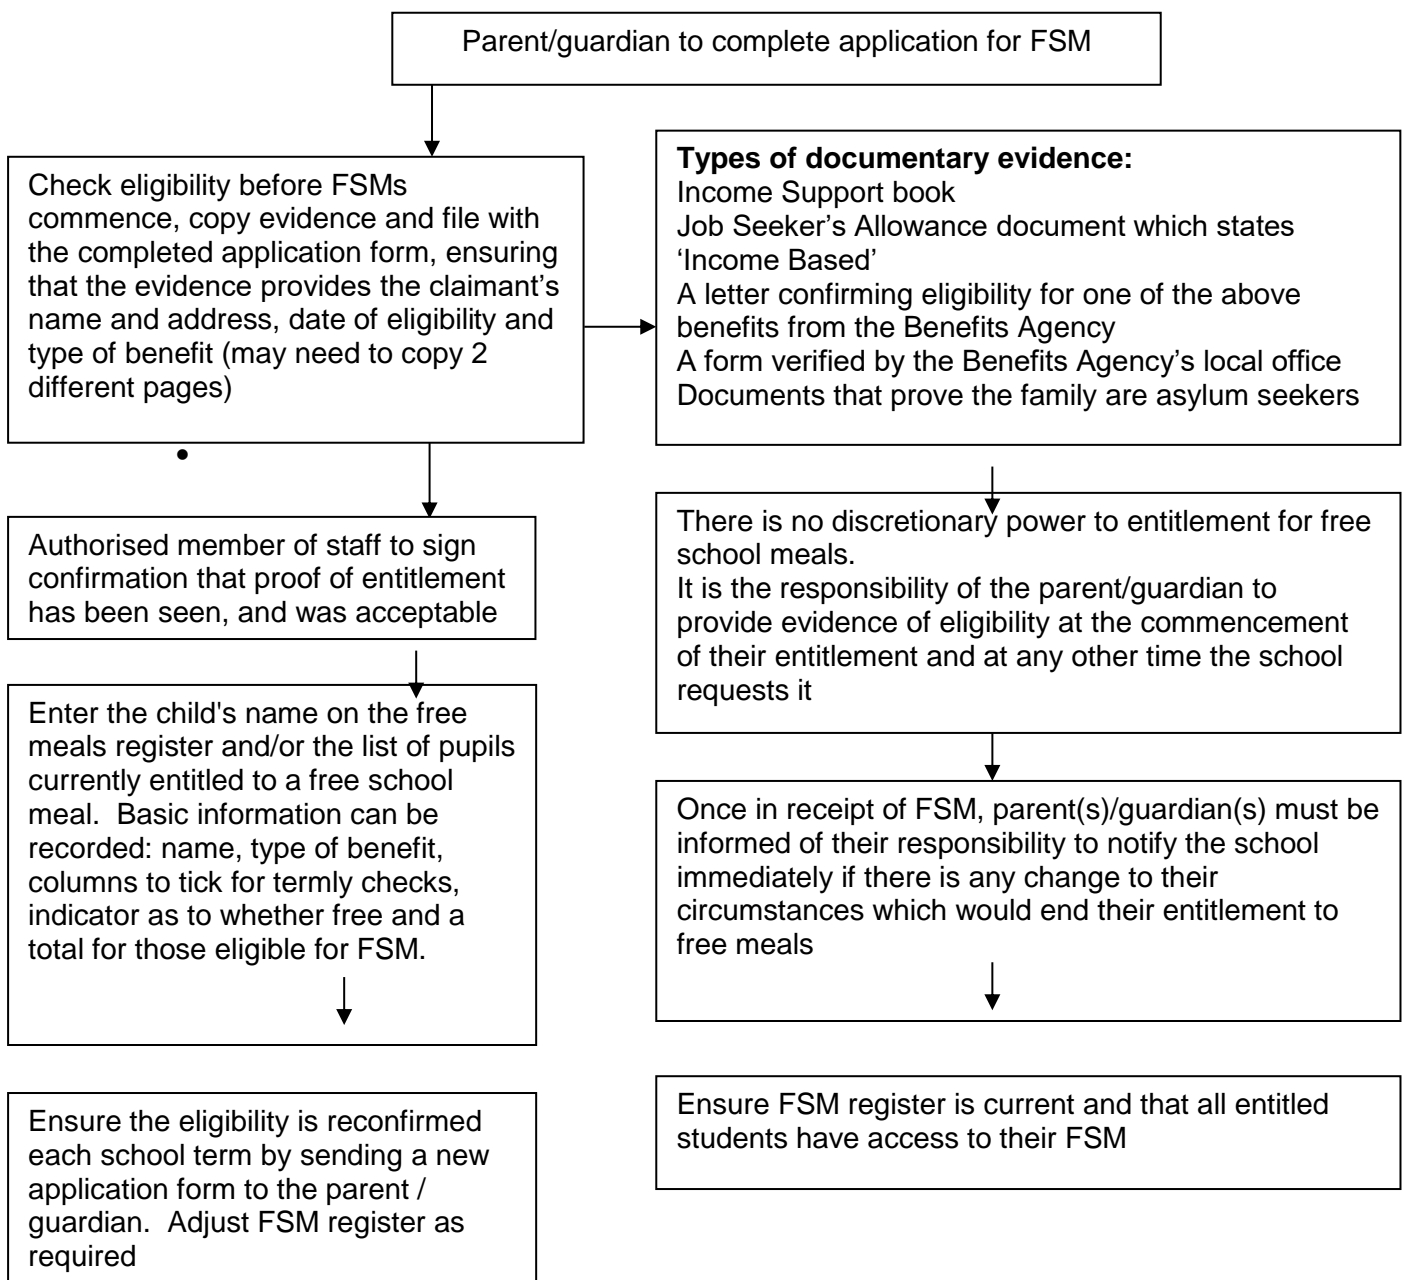 Parent/guardian to complete application for FSM
Check eligibility before FSMs
commence, copy evidence and file with
the completed application form, ensuring
that the evidence provides the claimant’s
name and address, date of eligibility and
type of benefit (may need to copy 2
different pages)
•
Authorised member of staff to sign
confirmation that proof of entitlement
has been seen, and was acceptable
Enter the child's name on the free
meals register and/or the list of pupils
currently entitled to a free school
meal.  Basic information can be
recorded: name, type of benefit,
columns to tick for termly checks,
indicator as to whether free and a
total for those eligible for FSM.
Ensure the eligibility is reconfirmed
each school term by sending a new
application form to the parent /
guardian.  Adjust FSM register as
required
Types of documentary evidence:
Income Support book
Job Seeker’s Allowance document which states
‘Income Based’
A letter confirming eligibility for one of the above
benefits from the Benefits Agency
A form verified by the Benefits Agency’s local office
Documents that prove the family are asylum seekers
There is no discretionary power to entitlement for free
school meals.
It is the responsibility of the parent/guardian to
provide evidence of eligibility at the commencement
of their entitlement and at any other time the school
requests it
Once in receipt of FSM, parent(s)/guardian(s) must be
informed of their responsibility to notify the school
immediately if there is any change to their
circumstances which would end their entitlement to
free meals
Ensure FSM register is current and that all entitled
students have access to their FSM